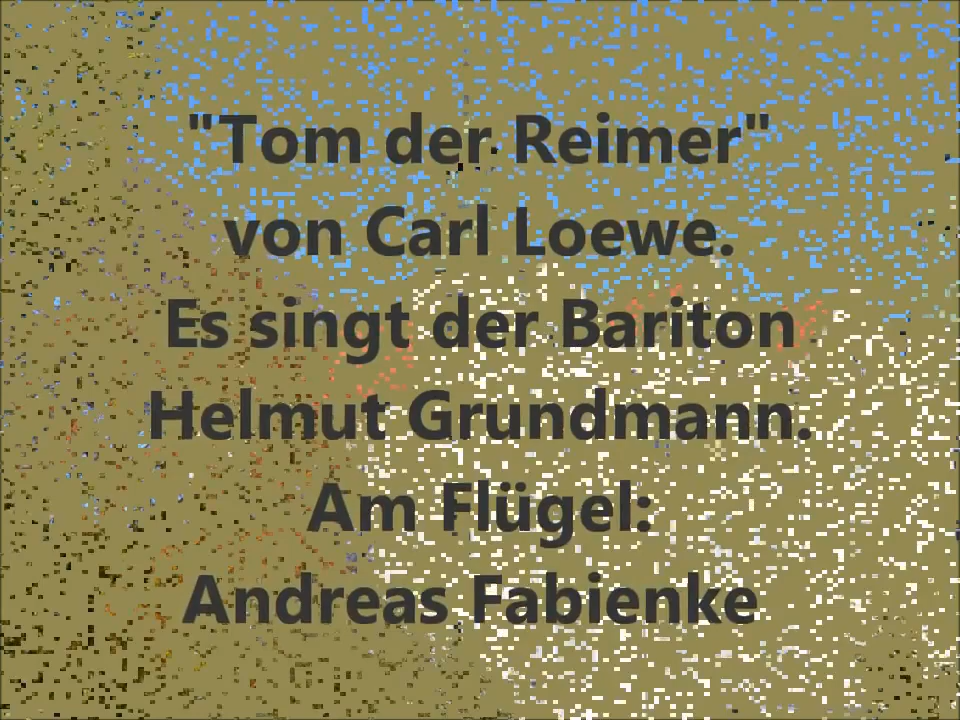 "Tom der Reimer"
von Carl Loewe.
Es singt der Bariton
Helmut Grundmann.
Am Flügel:
Andreas Fabienke